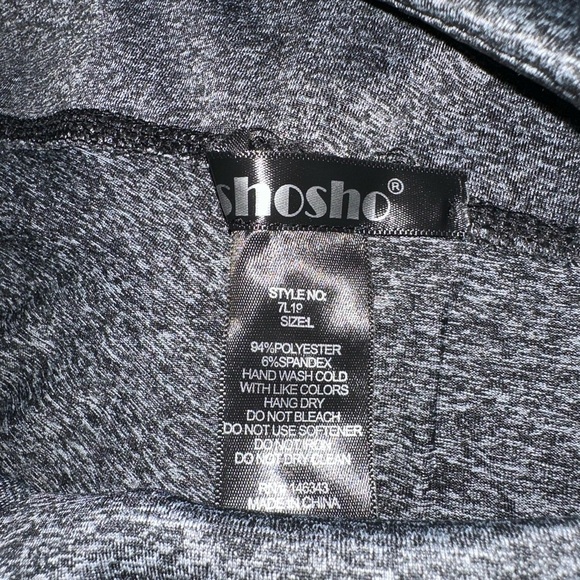 shosho®
STYLE NO:
7L19
SIZE:L
94%POLYESTER
6%SPANDEX
HAND WASH COLD
WITH LIKE COLORS
HANG DRY
DO NOT BLEACH
DO NOT USE SOFTENER
DO NOT IRON
DO NOT DRY CLEAN
146343
MADE IN CHINA